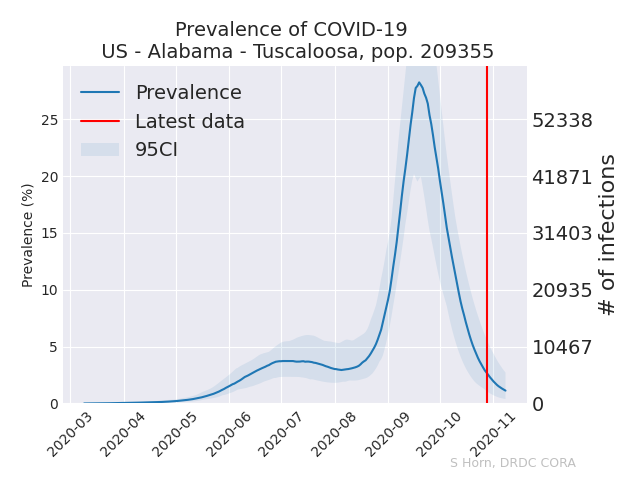 Prevalence of COVID-19
US - Alabama - Tuscaloosa, pop. 209355
Prevalence
Latest data
95CI
Prevalence (%)
25
20
15
10
5
0
52338
41871
31403
20935
10467
0
# of infections
2020-03
2020-04
2020-05
2020-06
2020-07
2020-08
2020-09
2020-10
2020-11
S Horn, DRDC CORA